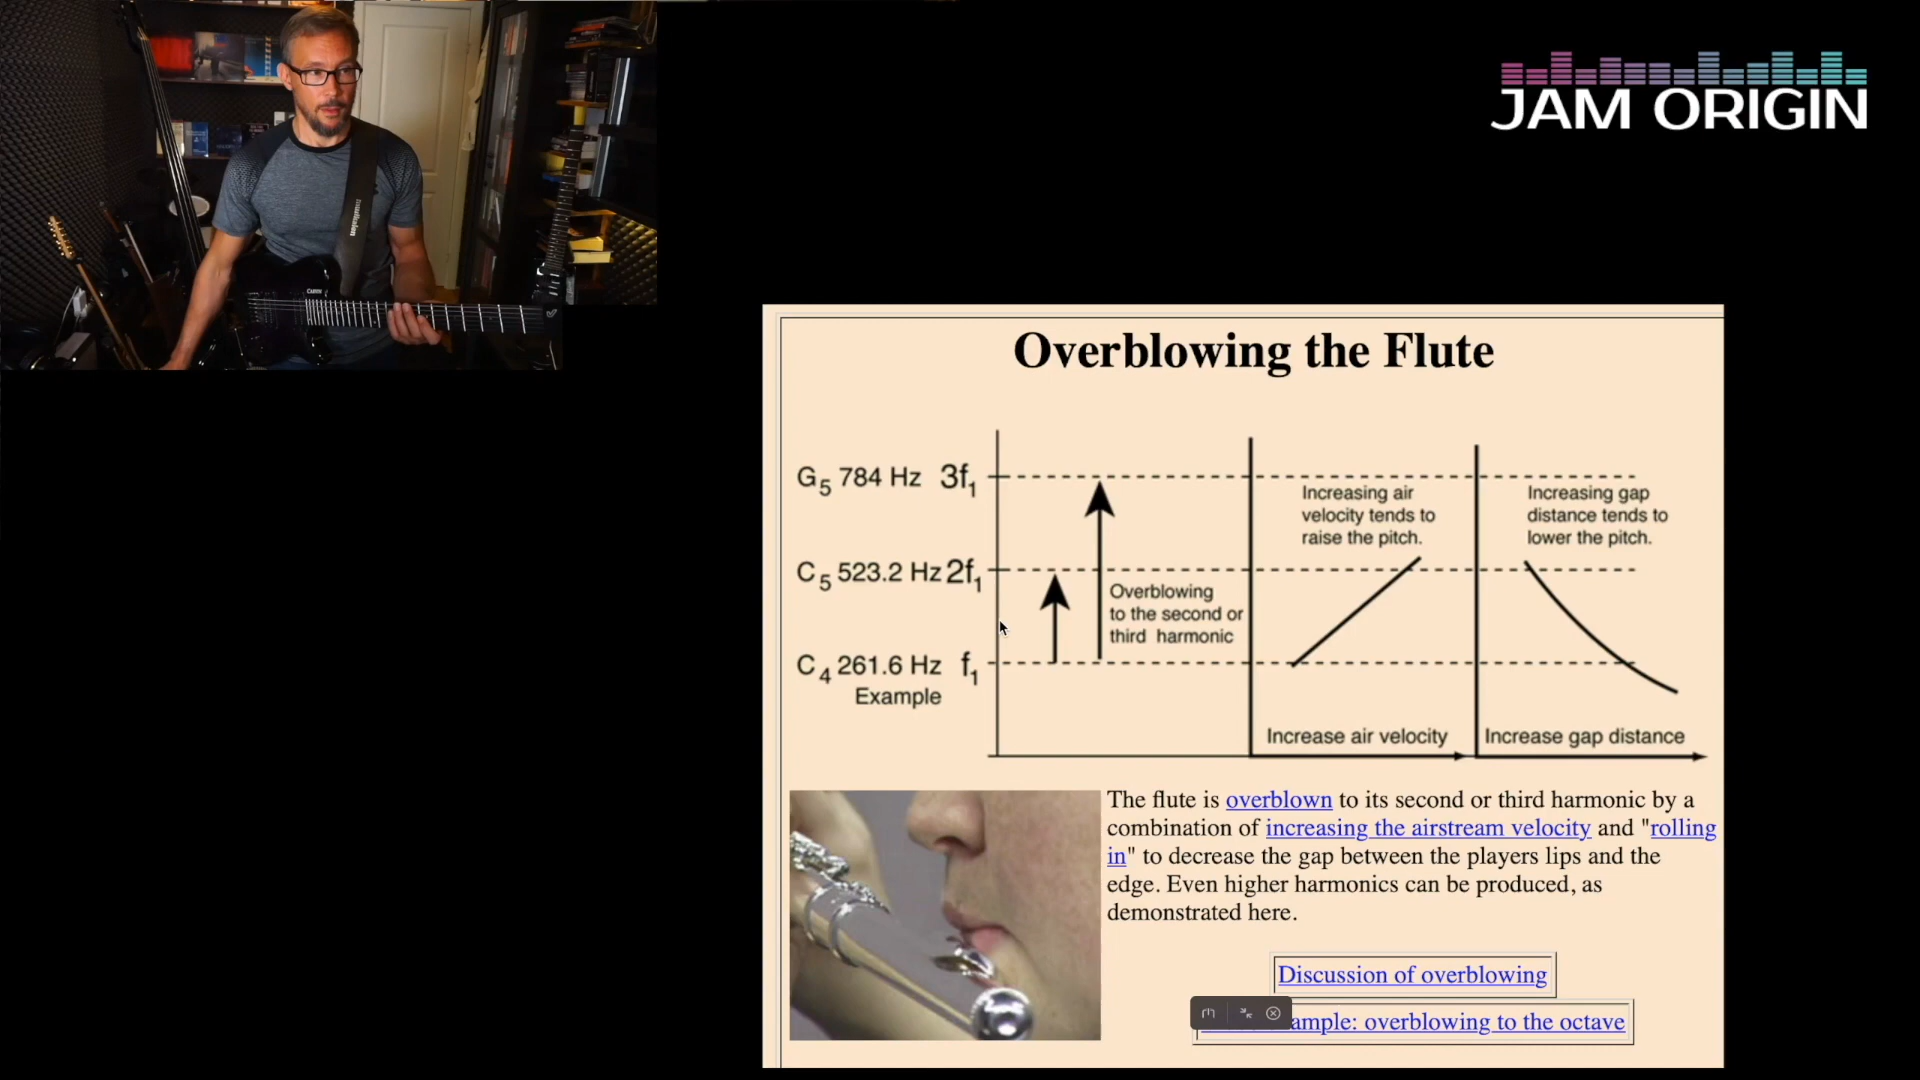 JAM ORIGIN
Overblowing the Flute
G5 784 Hz 3f1
C5 523.2 Hz 2f1
C4 261.6 Hz f1
Example
Overblowing
to the second or
third harmonic
Increasing air
velocity tends to
raise the pitch.
Increase air velocity
Increasing gap
distance tends to
lower the pitch.
Increase gap distance
The flute is overblown to its second or third harmonic by a
combination of increasing the airstream velocity and "rolling
in" to decrease the gap between the players lips and the
edge. Even higher harmonics can be produced, as
demonstrated here.
Discussion of overblowing
ample: overblowing to the octave